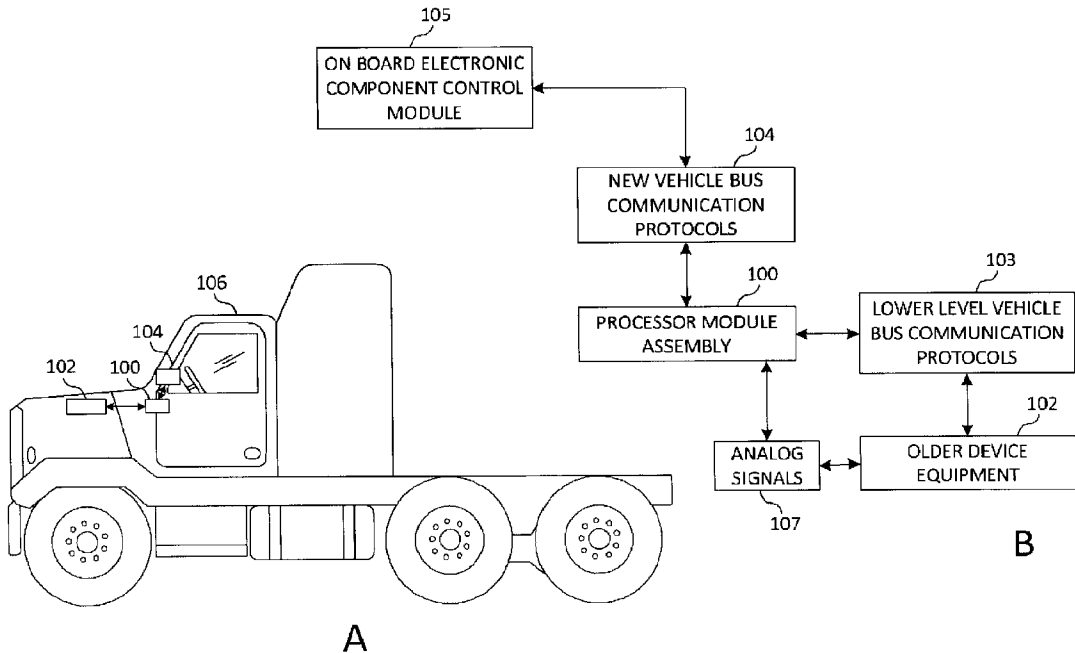 105
ON BOARD ELECTRONIC
COMPONENT CONTROL
MODULE
104
NEW VEHICLE BUS
COMMUNICATION
PROTOCOLS
100
PROCESSOR MODULE
ASSEMBLY
103
LOWER LEVEL VEHICLE
BUS COMMUNICATION
PROTOCOLS
102
OLDER DEVICE
EQUIPMENT
ANALOG
SIGNALS
107
B
106
104
100
102
A